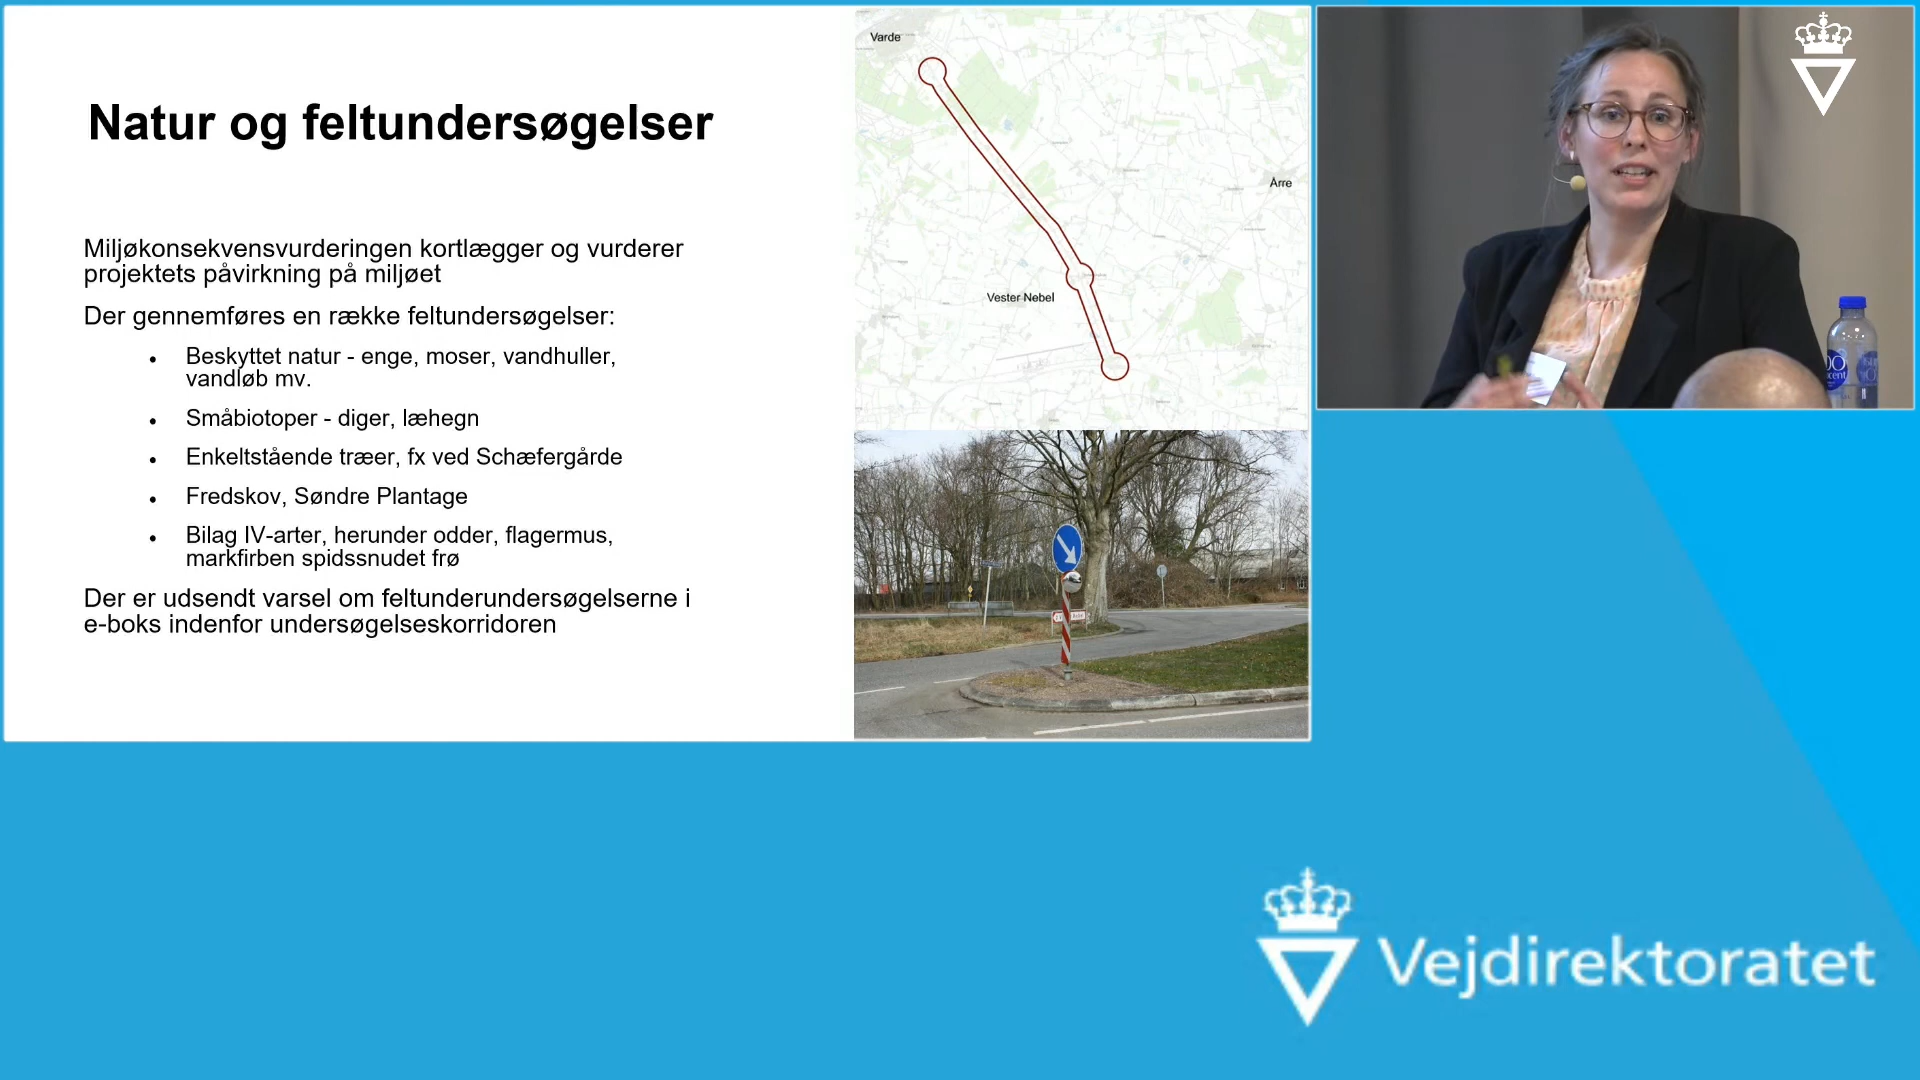 Natur og feltundersøgelser
Miljøkonsekvensvurderingen kortlægger og vurderer
projektets påvirkning på miljøet
Der gennemføres en række feltundersøgelser:
• Beskyttet natur - enge, moser, vandhuller,
vandløb mv.
• Småbiotoper - diger, læhegn
• Enkeltstående træer, fx ved Schæfergårde
• Fredskov, Søndre Plantage
• Bilag IV-arter, herunder odder, flagermus,
markfirben spidssnudet frø
Der er udsendt varsel om feltunderundersøgelserne i
e-boks indenfor undersøgelseskorridoren
Varde
Årre
Vester Nebel
Vejdirektoratet